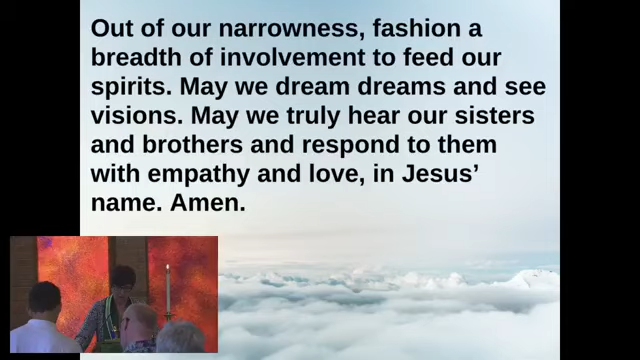 Out of our narrowness, fashion a
breadth of involvement to feed our
spirits. May we dream dreams and see
visions. May we truly hear our sisters
and brothers and respond to them
with empathy and love, in Jesus’
name. Amen.